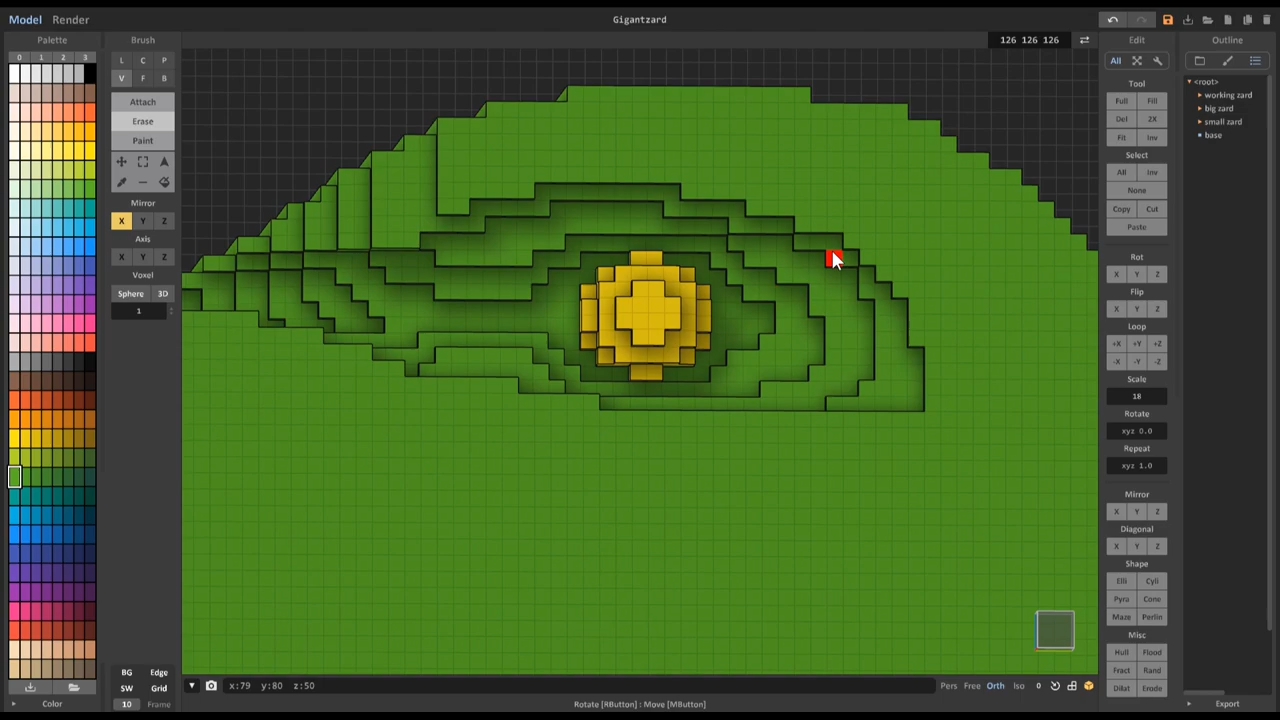 Model Render
Gigantzard
Palette
0 1 2 3
Brush
L C P
V F B
Attach
Erase
Paint
Mirror
X Y Z
Axis
X Y Z
Voxel
Sphere 3D
1
BG Edge
SW Grid
10 Frame
Color
126 126 126
Edit
All
Tool
Full Fill
Del 2X
Fit Inv
Select
All Inv
None
Copy Cut
Paste
Rot
X Y Z
Flip
X Y Z
Loop
+X +Y +Z
-X -Y -Z
Scale
18
Rotate
xyz 0.0
Repeat
xyz 1.0
Mirror
X Y Z
Diagonal
X Y Z
Shape
Elli Cyli
Pyra Cone
Maze Perlin
Misc
Hull Flood
Fract Rand
Dilat Erode
Outline
<root>
working zard
big zard
small zard
base
Export
x:79 y:80 z:50
Pers Free Orth Iso 0
Rotate [RButton] : Move [MButton]